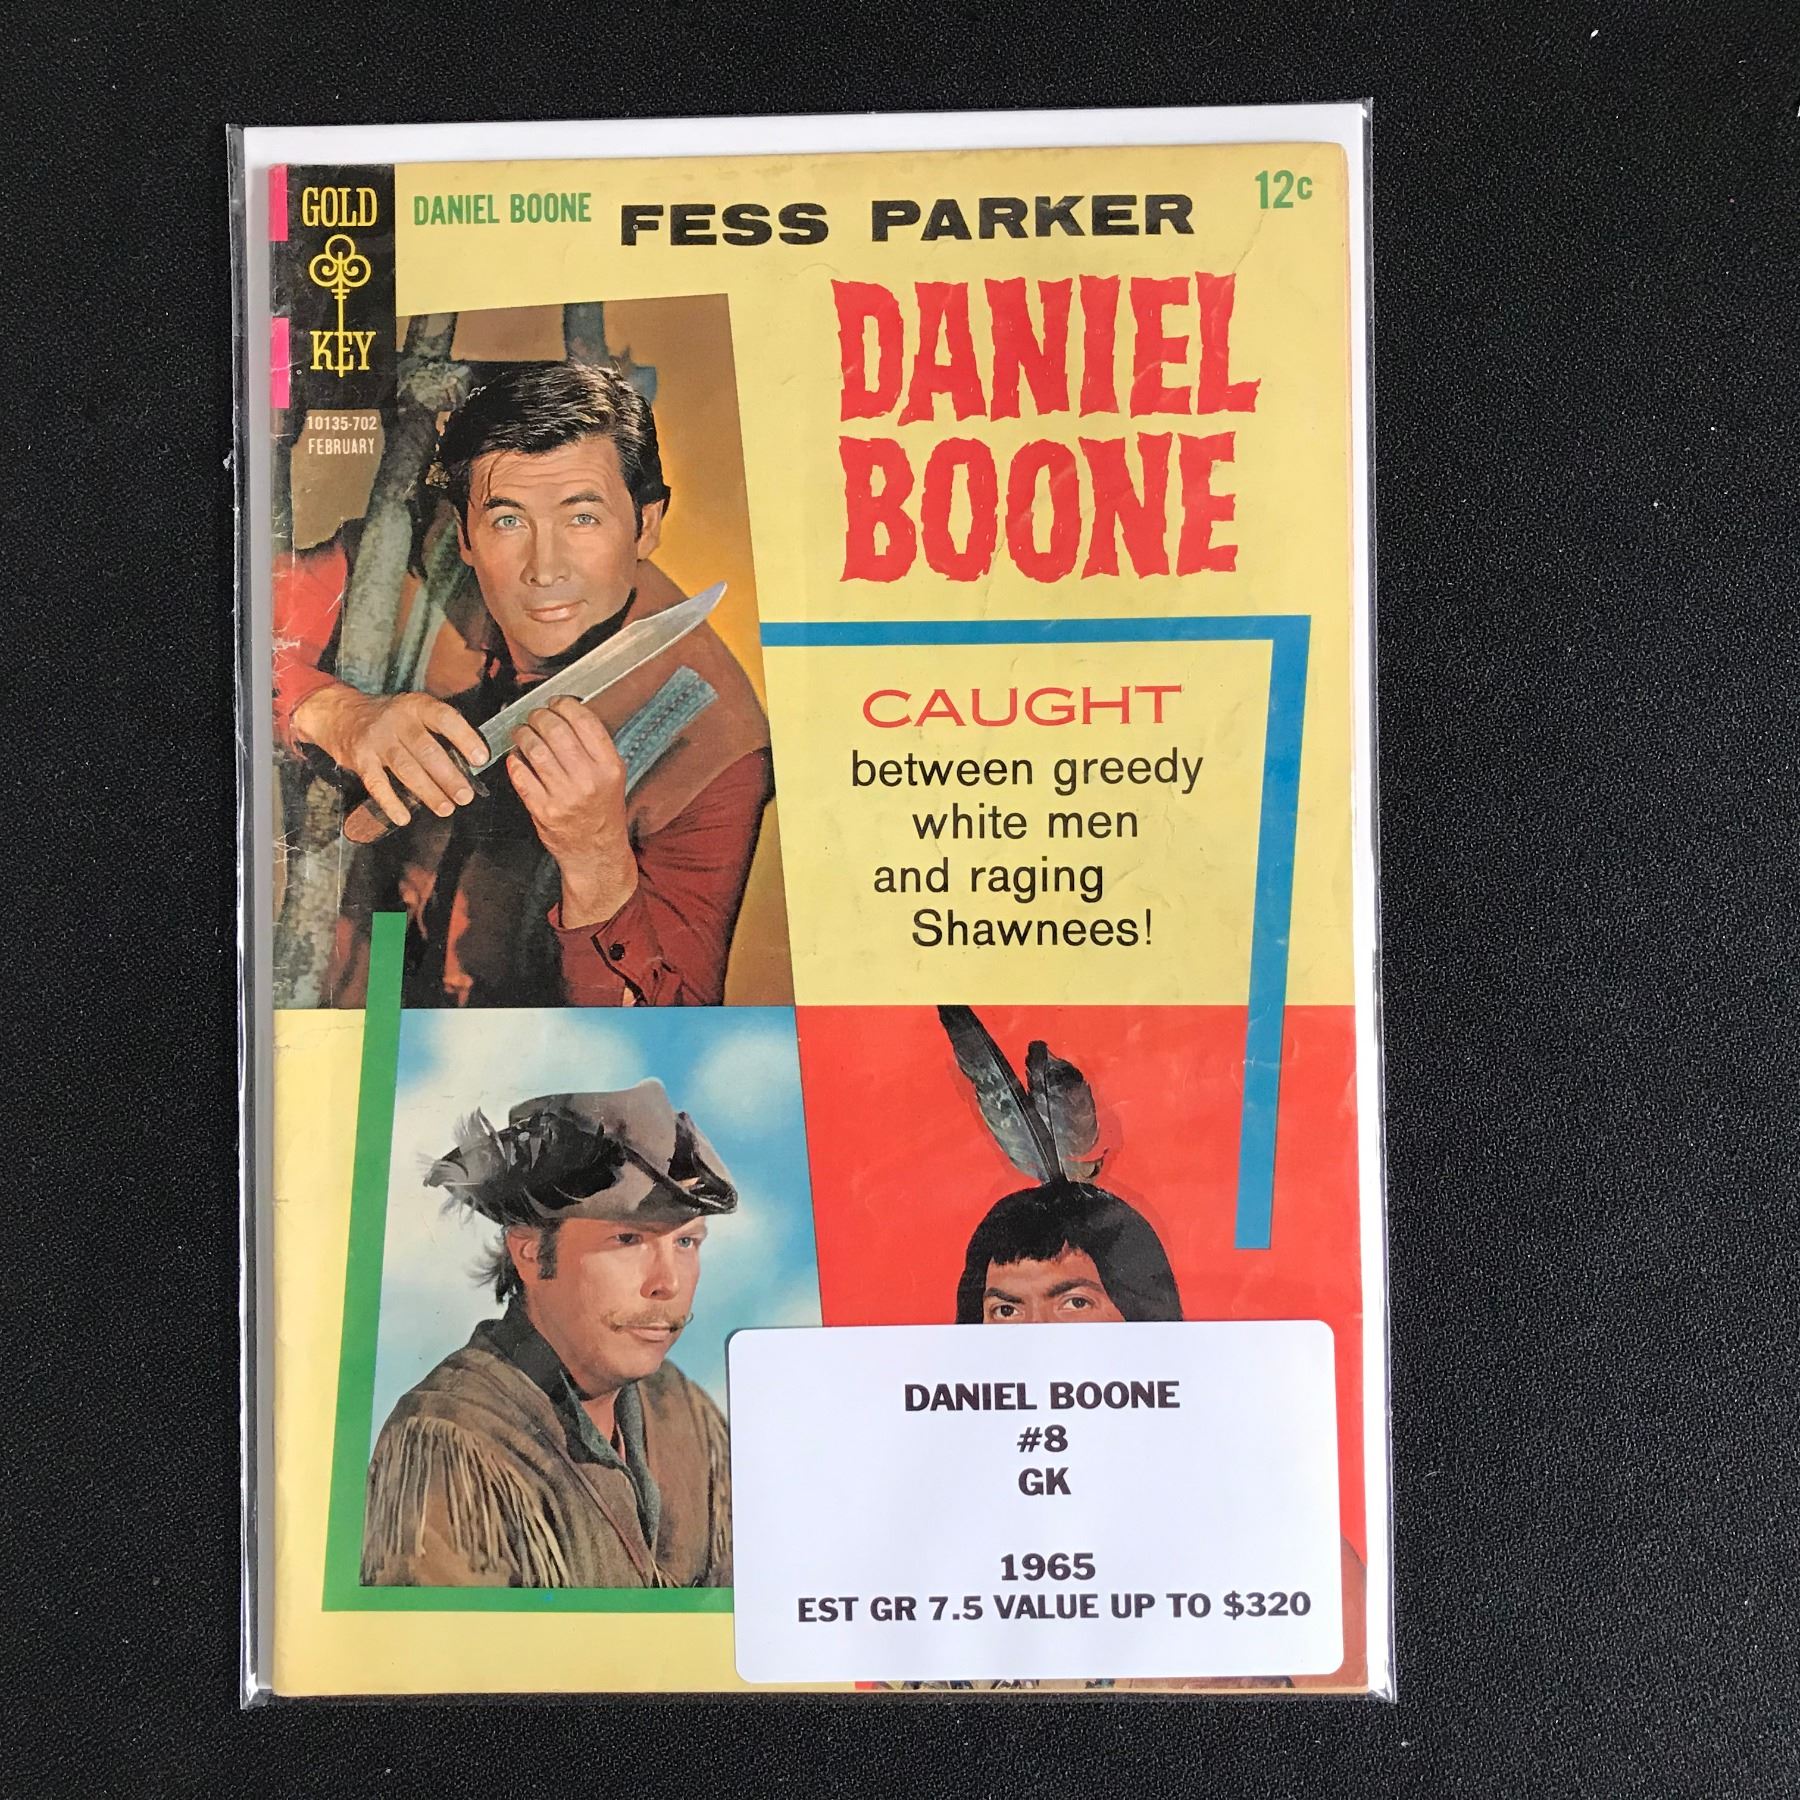 GOLD
KEY
10135-702
FEBRUARY
DANIEL BOONE
FESS PARKER
12c
DANIEL
BOONE
CAUGHT
between greedy
white men
and raging
Shawnees!
DANIEL BOONE
#8
GK
1965
EST GR 7.5 VALUE UP TO $320